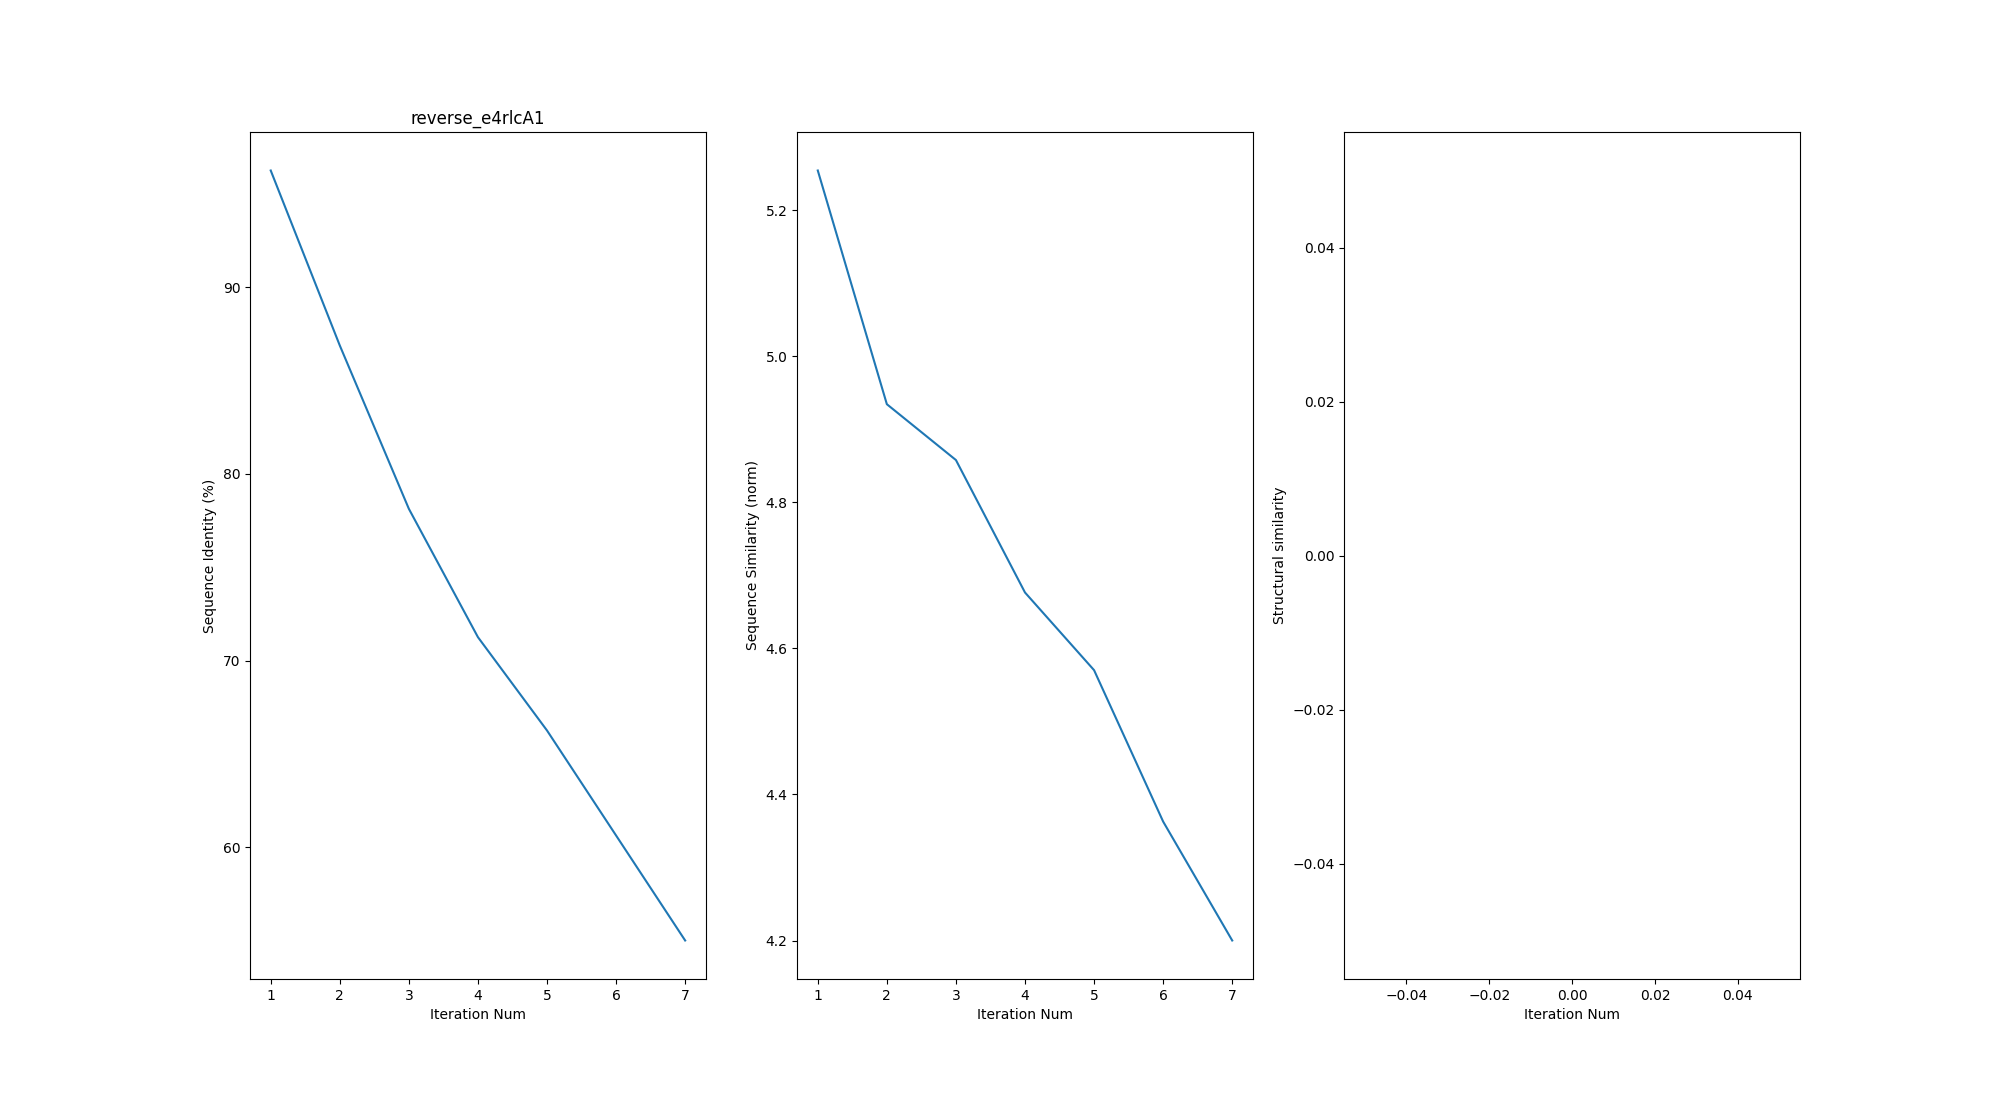 reverse_e4rlcA1
Sequence Identity (%)
90
80
70
60
1 2 3 4 5 6 7
Iteration Num
Sequence Similarity (norm)
5.2
5.0
4.8
4.6
4.4
4.2
1 2 3 4 5 6 7
Iteration Num
Structural similarity
0.04
0.02
0.00
−0.02
−0.04
−0.04 −0.02 0.00 0.02 0.04
Iteration Num